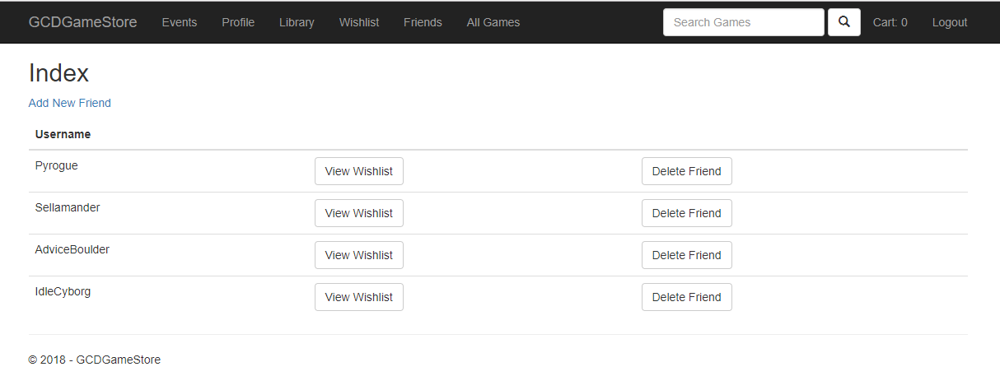 GCDGameStore Events Profile Library Wishlist Friends All Games Search Games Cart: 0 Logout
Index
Add New Friend
Username
Pyrogue View Wishlist Delete Friend
Sellamander View Wishlist Delete Friend
AdviceBoulder View Wishlist Delete Friend
IdleCyborg View Wishlist Delete Friend
© 2018 - GCDGameStore